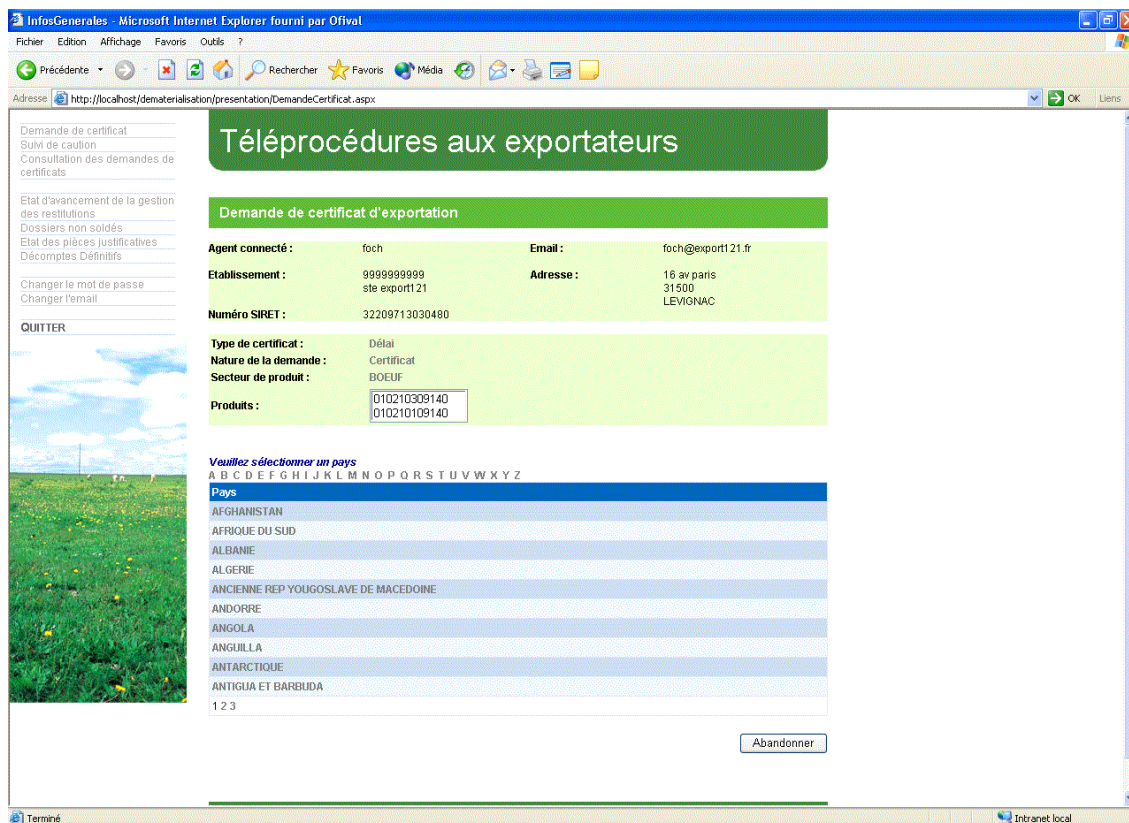 InfosGenerales - Microsoft Internet Explorer fourni par Ofival
Fichier Edition Affichage Favoris Outils ?
Précédente Rechercher Favoris Média
Adresse http://localhost/dematerialisation/presentation/DemandeCertificat.aspx OK Liens
Demande de certificat
Suivi de caution
Consultation des demandes de
certificats
Etat d'avancement de la gestion
des restitutions
Dossiers non soldés
Etat des pièces justificatives
Décomptes Définitifs
Changer le mot de passe
Changer l'email
QUITTER
Téléprocédures aux exportateurs
Demande de certificat d'exportation
Agent connecté : foch Email : foch@export121.fr
Etablissement : 9999999999 Adresse : 16 av paris
ste export121 31500
LEVIGNAC
Numéro SIRET : 32209713030480
Type de certificat : Délai
Nature de la demande : Certificat
Secteur de produit : BOEUF
Produits : 010210309140
010210109140
Veuillez sélectionner un pays
A B C D E F G H I J K L M N O P Q R S T U V W X Y Z
Pays
AFGHANISTAN
AFRIQUE DU SUD
ALBANIE
ALGERIE
ANCIENNE REP YOUGOSLAVE DE MACEDOINE
ANDORRE
ANGOLA
ANGUILLA
ANTARCTIQUE
ANTIGUA ET BARBUDA
1 2 3
Abandonner
Terminé Intranet local